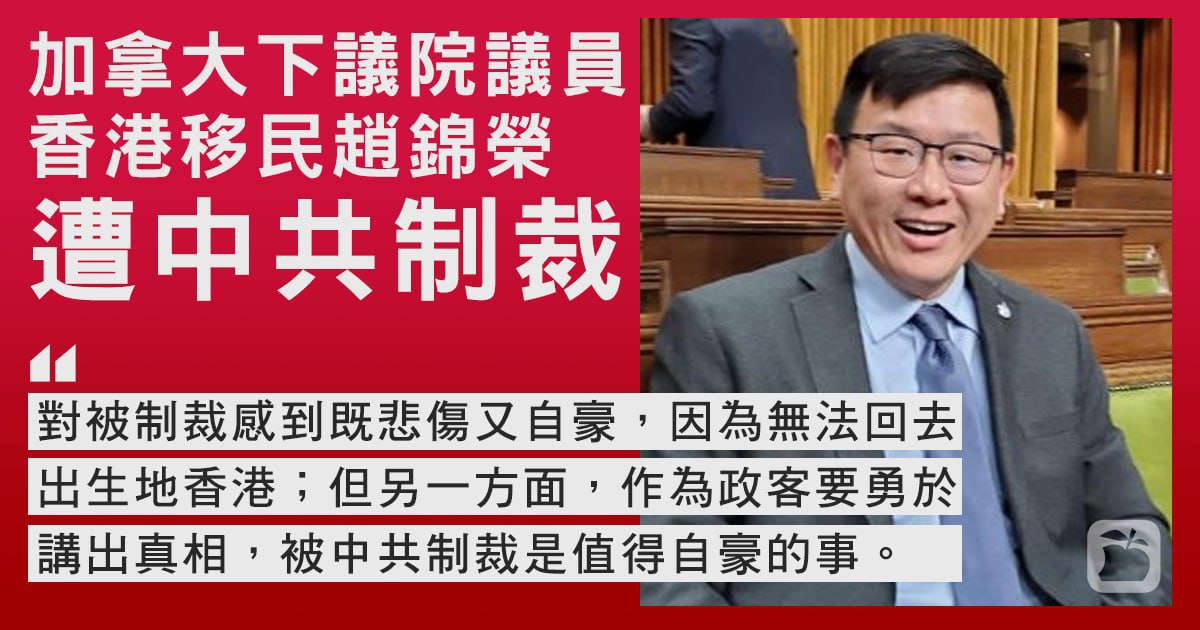 加拿大下議院議員
香港移民趙錦榮
遭中共制裁
對被制裁感到既悲傷又自豪，因為無法回去
出生地香港；但另一方面，作為政客要勇於
講出真相，被中共制裁是值得自豪的事。